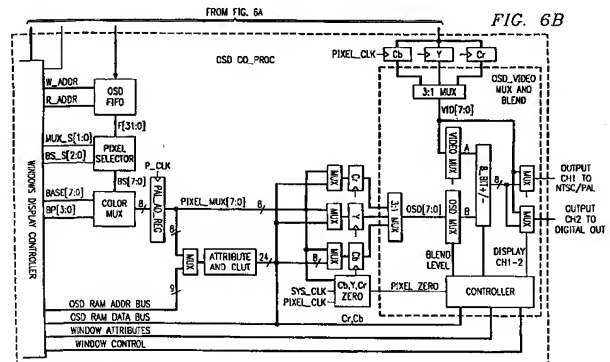 FROM FIG. 6A
FIG. 6B
OSD CO_PROC
PIXEL_CLK
Cb
Y
Cr
OSD_VIDEO
MUX AND
BLEND
3:1 MUX
VID[7:0]
W_ADDR
R_ADDR
OSD
FIFO
F[31:0]
MUX_S[1:0]
BS_S[2:0]
PIXEL
SELECTOR
BS[7:0]
P_CLK
BASE[7:0]
BP[3:0]
COLOR
MUX
8
PAL_AD_REG
PIXEL_MUX[7:0]
8
8
9
MUX
ATTRIBUTE
AND CLUT
24
8
MUX
Cr
MUX
Y
MUX
Cb
3:1
MUX
OSD[7:0]
VIDEO MUX
A
OSD MUX
B
8_BIT+/-
8
MUX
MUX
OUTPUT
CH1 TO
NTSC/PAL
OUTPUT
CH2 TO
DIGITAL OUT
BLEND
LEVEL
DISPLAY
CH1-2
SYS_CLK
PIXEL_CLK
Cb,Y,Cr
ZERO
PIXEL ZERO
CONTROLLER
WINDOWS DISPLAY CONTROLLER
OSD RAM ADDR BUS
OSD RAM DATA BUS
Cr,Cb
WINDOW ATTRIBUTES
WINDOW CONTROL